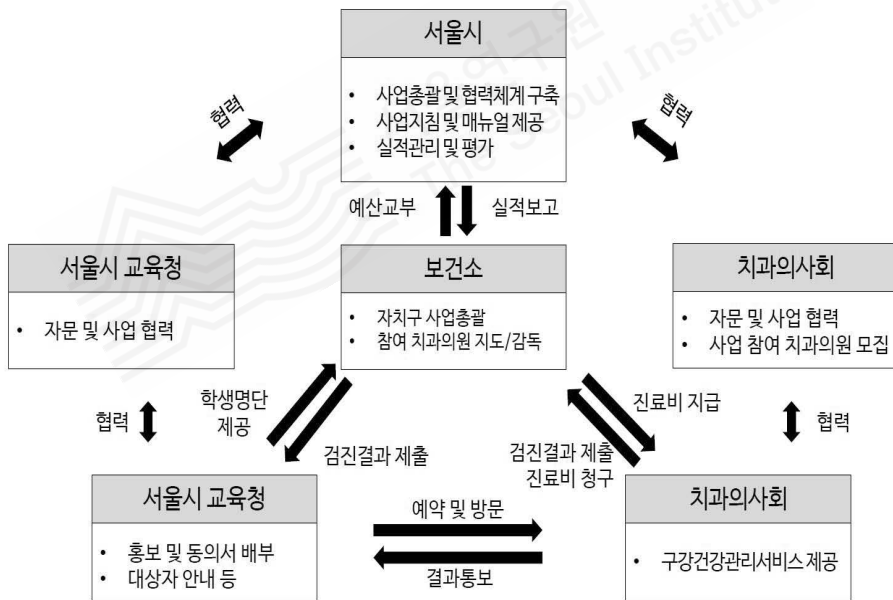 서울시
• 사업총괄 및 협력체계 구축
• 사업지침 및 매뉴얼 제공
• 실적관리 및 평가
협력
협력
예산교부
실적보고
서울시 교육청
• 자문 및 사업 협력
보건소
• 자치구 사업총괄
• 참여 치과의원 지도/감독
치과의사회
• 자문 및 사업 협력
• 사업 참여 치과의원 모집
협력
학생명단
제공
검진결과 제출
진료비 지급
검진결과 제출
진료비 청구
협력
서울시 교육청
• 홍보 및 동의서 배부
• 대상자 안내 등
예약 및 방문
결과통보
치과의사회
• 구강건강관리서비스 제공